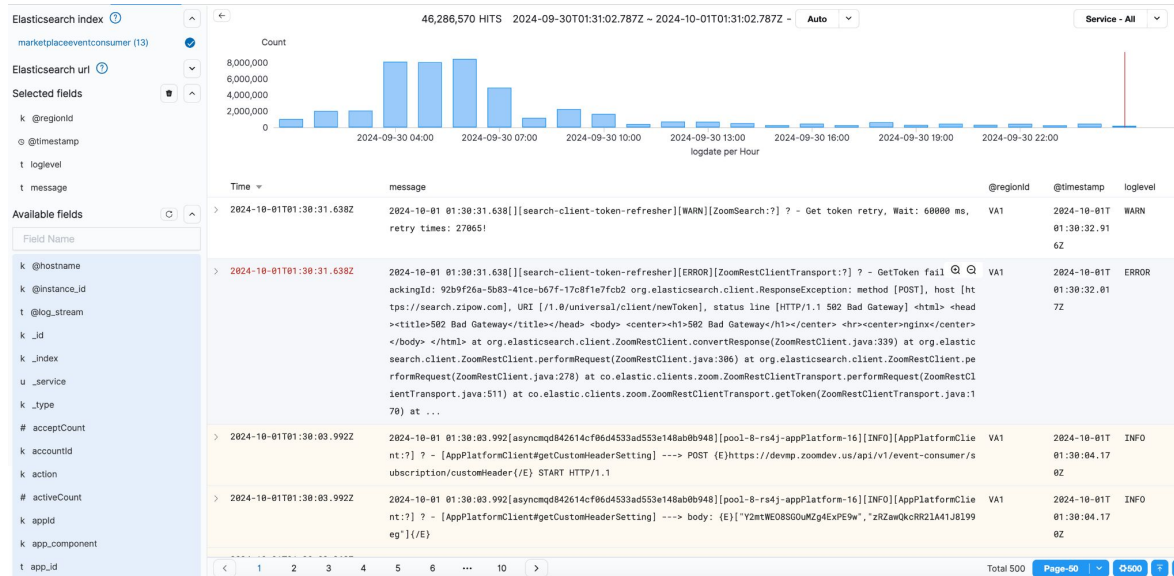 Elasticsearch index
marketplaceeventconsumer (13)
Elasticsearch url
Selected fields
k @regionId
@timestamp
t loglevel
t message
Available fields
Field Name
k @hostname
k @instance_id
t @log_stream
k _id
k _index
u _service
k _type
# acceptCount
k accountId
k action
# activeCount
k appId
k app_component
t app_id
46,286,570 HITS 2024-09-30T01:31:02.787Z ~ 2024-10-01T01:31:02.787Z - Auto
Service - All
Count
8,000,000
6,000,000
4,000,000
2,000,000
0
2024-09-30 04:00 2024-09-30 07:00 2024-09-30 10:00 2024-09-30 13:00 2024-09-30 16:00 2024-09-30 19:00 2024-09-30 22:00
logdate per Hour
Time message @regionId @timestamp loglevel
2024-10-01T01:30:31.638Z
2024-10-01 01:30:31.638[][search-client-token-refresher][WARN][ZoomSearch:?] ? - Get token retry, Wait: 60000 ms,
retry times: 27065!
VA1
2024-10-01T
01:30:32.91
6Z
WARN
2024-10-01T01:30:31.638Z
2024-10-01 01:30:31.638[][search-client-token-refresher][ERROR][ZoomRestClientTransport:?] ? - GetToken fail
ackingId: 92b9f26a-5b83-41ce-b67f-17c8f1e7fcb2 org.elasticsearch.client.ResponseException: method [POST], host [ht
tps://search.zipow.com], URI [/1.0/universal/client/newToken], status line [HTTP/1.1 502 Bad Gateway] <html> <head
><title>502 Bad Gateway</title></head> <body> <center><h1>502 Bad Gateway</h1></center> <hr><center>nginx</center>
</body> </html> at org.elasticsearch.client.ZoomRestClient.convertResponse(ZoomRestClient.java:339) at org.elastic
search.client.ZoomRestClient.performRequest(ZoomRestClient.java:306) at org.elasticsearch.client.ZoomRestClient.pe
rformRequest(ZoomRestClient.java:278) at co.elastic.clients.zoom.ZoomRestClientTransport.performRequest(ZoomRestCl
ientTransport.java:511) at co.elastic.clients.zoom.ZoomRestClientTransport.getToken(ZoomRestClientTransport.java:1
70) at ...
VA1
2024-10-01T
01:30:32.01
7Z
ERROR
2024-10-01T01:30:03.992Z
2024-10-01 01:30:03.992[asyncmqd842614cf06d4533ad553e148ab0b948][pool-8-rs4j-appPlatform-16][INFO][AppPlatformClie
nt:?] ? - [AppPlatformClient#getCustomHeaderSetting] ---> POST {E}https://devmp.zoomdev.us/api/v1/event-consumer/s
ubscription/customHeader{/E} START HTTP/1.1
VA1
2024-10-01T
01:30:04.17
0Z
INFO
2024-10-01T01:30:03.992Z
2024-10-01 01:30:03.992[asyncmqd842614cf06d4533ad553e148ab0b948][pool-8-rs4j-appPlatform-16][INFO][AppPlatformClie
nt:?] ? - [AppPlatformClient#getCustomHeaderSetting] ---> body: {E}["Y2mtWEO8SGOuMZg4ExPE9w","zRZawQkcRR2lA41J8l99
eg"]{/E}
VA1
2024-10-01T
01:30:04.17
0Z
INFO
1 2 3 4 5 6 ••• 10
Total 500 Page-50 500